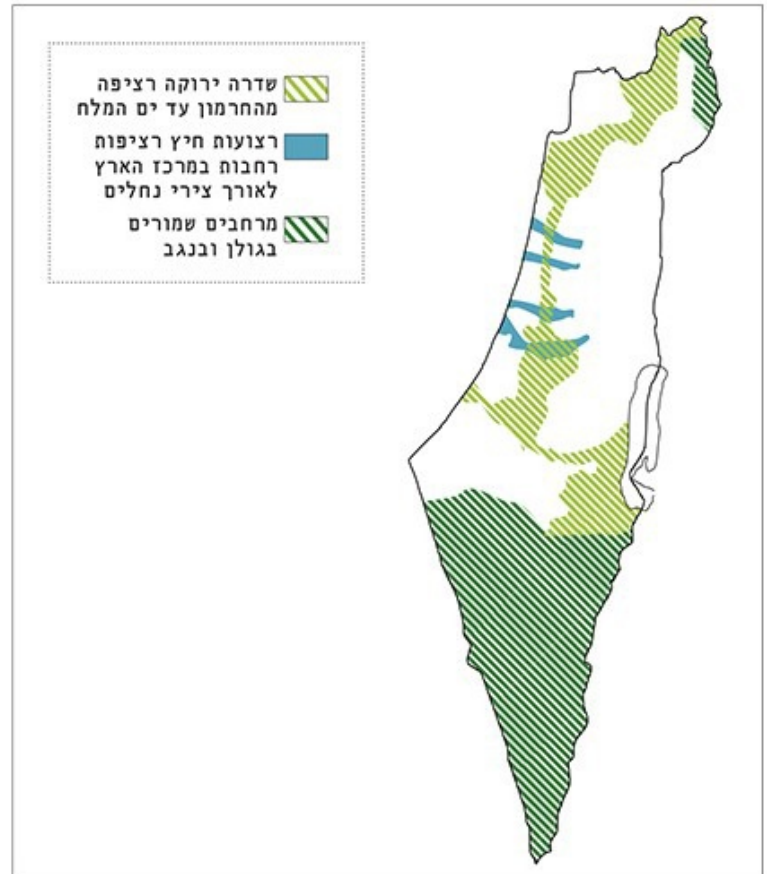 שדרה ירוקה רציפה
מהחרמון עד ים המלח
רצועות חיץ רציפות
רחבות במרכז הארץ
לאורך צירי נחלים
מרחבים שמורים
בגולן ובנגב